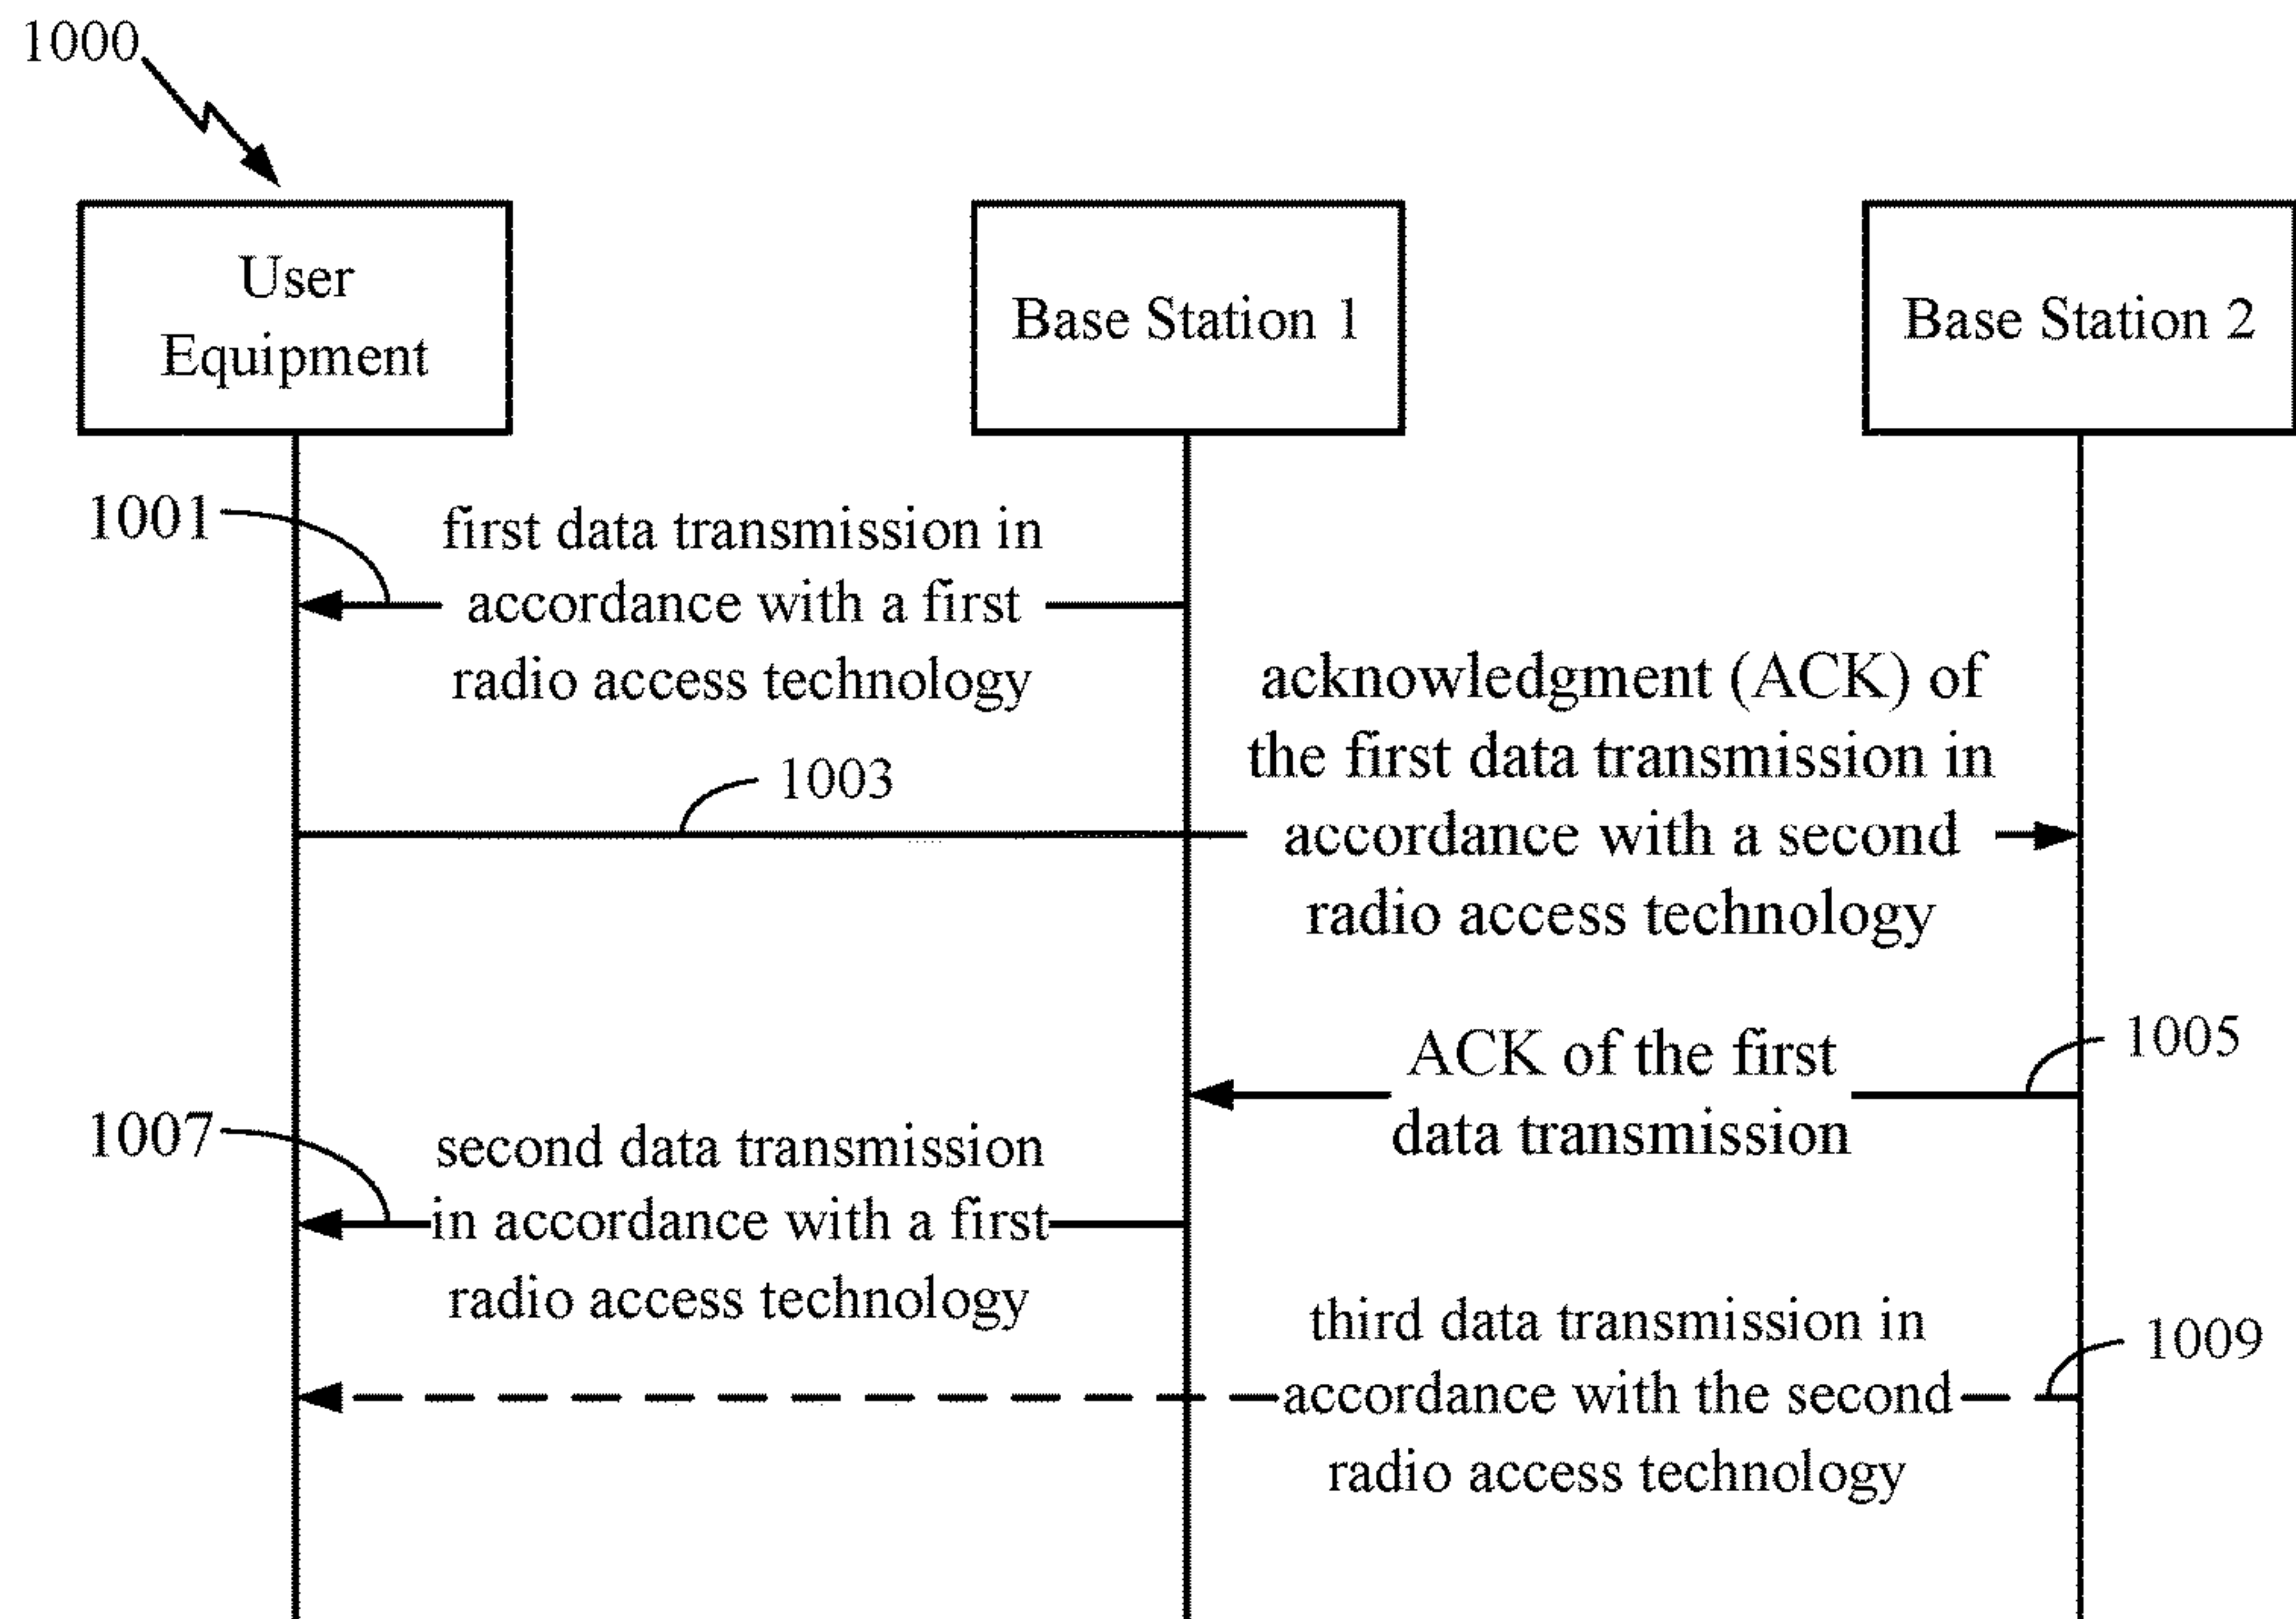 1000
User
Equipment
Base Station 1
Base Station 2
1001
first data transmission in
accordance with a first
radio access technology
acknowledgment (ACK) of
the first data transmission in
accordance with a second
radio access technology
1003
ACK of the first
data transmission
1005
1007
second data transmission
in accordance with a first
radio access technology
third data transmission in
accordance with the second
radio access technology
1009